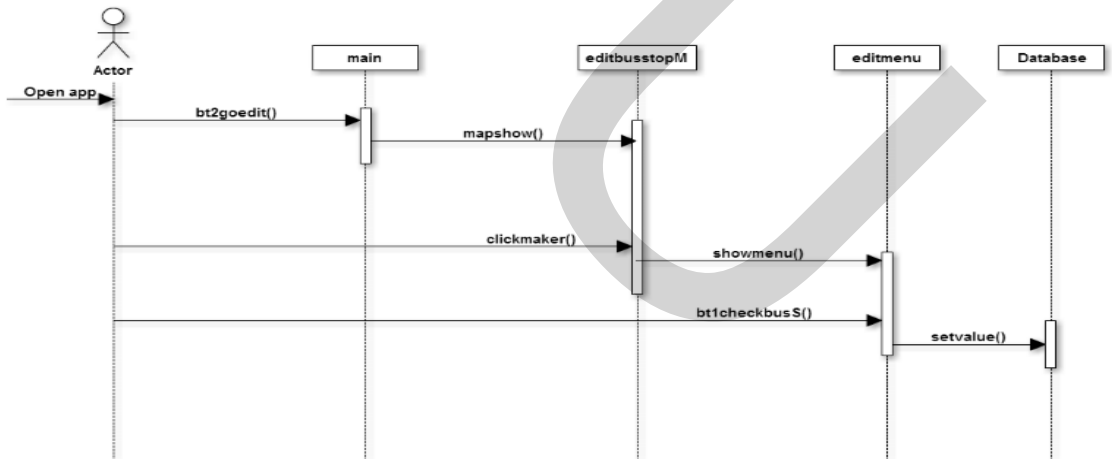 main
editbusstopM
editmenu
Database
Actor
Open app
bt2goedit()
mapshow()
clickmaker()
showmenu()
bt1checkbusS()
setvalue()